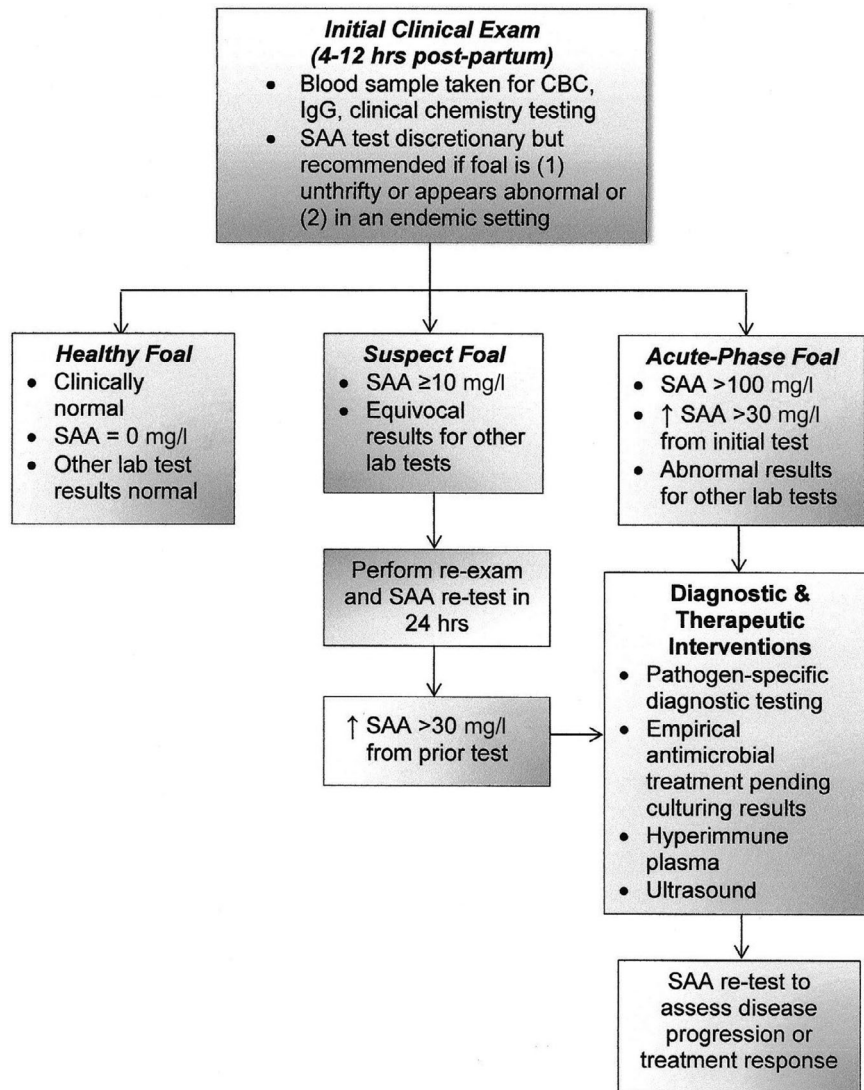 Initial Clinical Exam
(4-12 hrs post-partum)
• Blood sample taken for CBC,
IgG, clinical chemistry testing
• SAA test discretionary but
recommended if foal is (1)
unthrifty or appears abnormal or
(2) in an endemic setting
Healthy Foal
• Clinically
normal
• SAA = 0 mg/l
• Other lab test
results normal
Suspect Foal
• SAA ≥10 mg/l
• Equivocal
results for other
lab tests
Acute-Phase Foal
• SAA >100 mg/l
• ↑ SAA >30 mg/l
from initial test
• Abnormal results
for other lab tests
Perform re-exam
and SAA re-test in
24 hrs
↑ SAA >30 mg/l
from prior test
Diagnostic &
Therapeutic
Interventions
• Pathogen-specific
diagnostic testing
• Empirical
antimicrobial
treatment pending
culturing results
• Hyperimmune
plasma
• Ultrasound
SAA re-test to
assess disease
progression or
treatment response